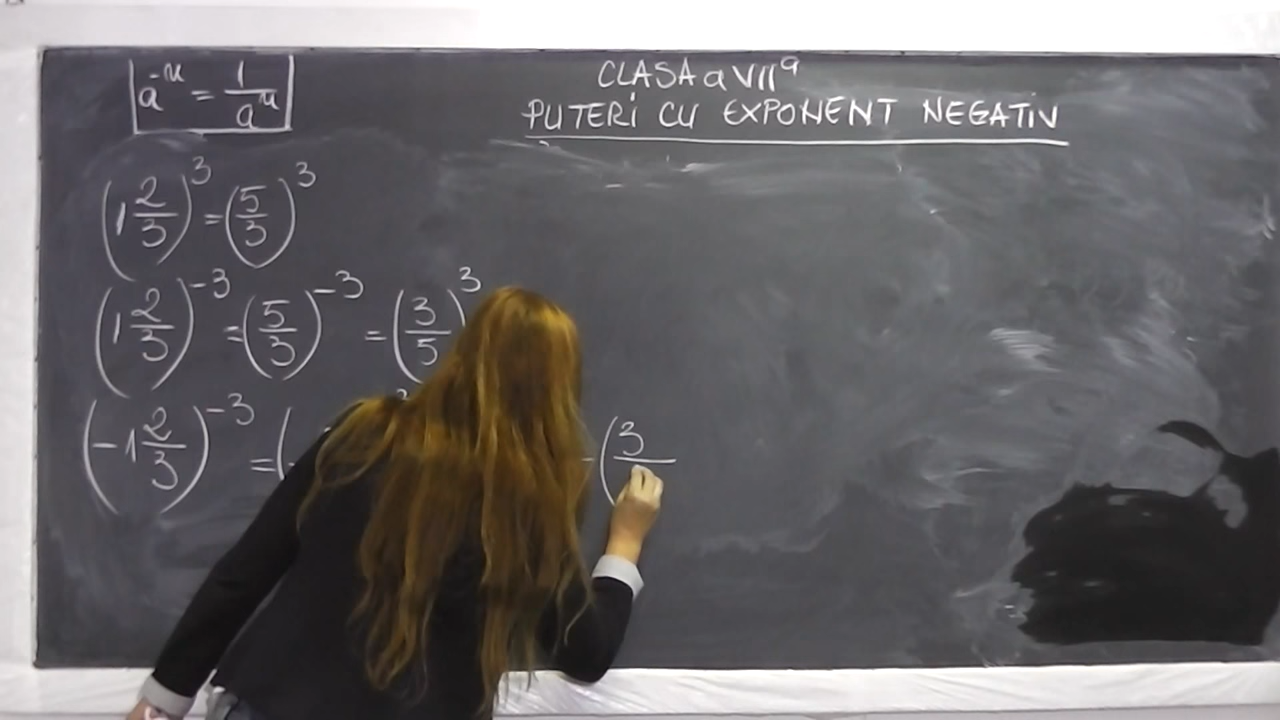 a^-n = 1/a^n
CLASA a VII^a
PUTERI CU EXPONENT NEGATIV
(1 2/3)^3 = (5/3)^3
(1 2/3)^-3 = (5/3)^-3 = (3/5)^3
(-1 2/3)^-3 = (
-(3